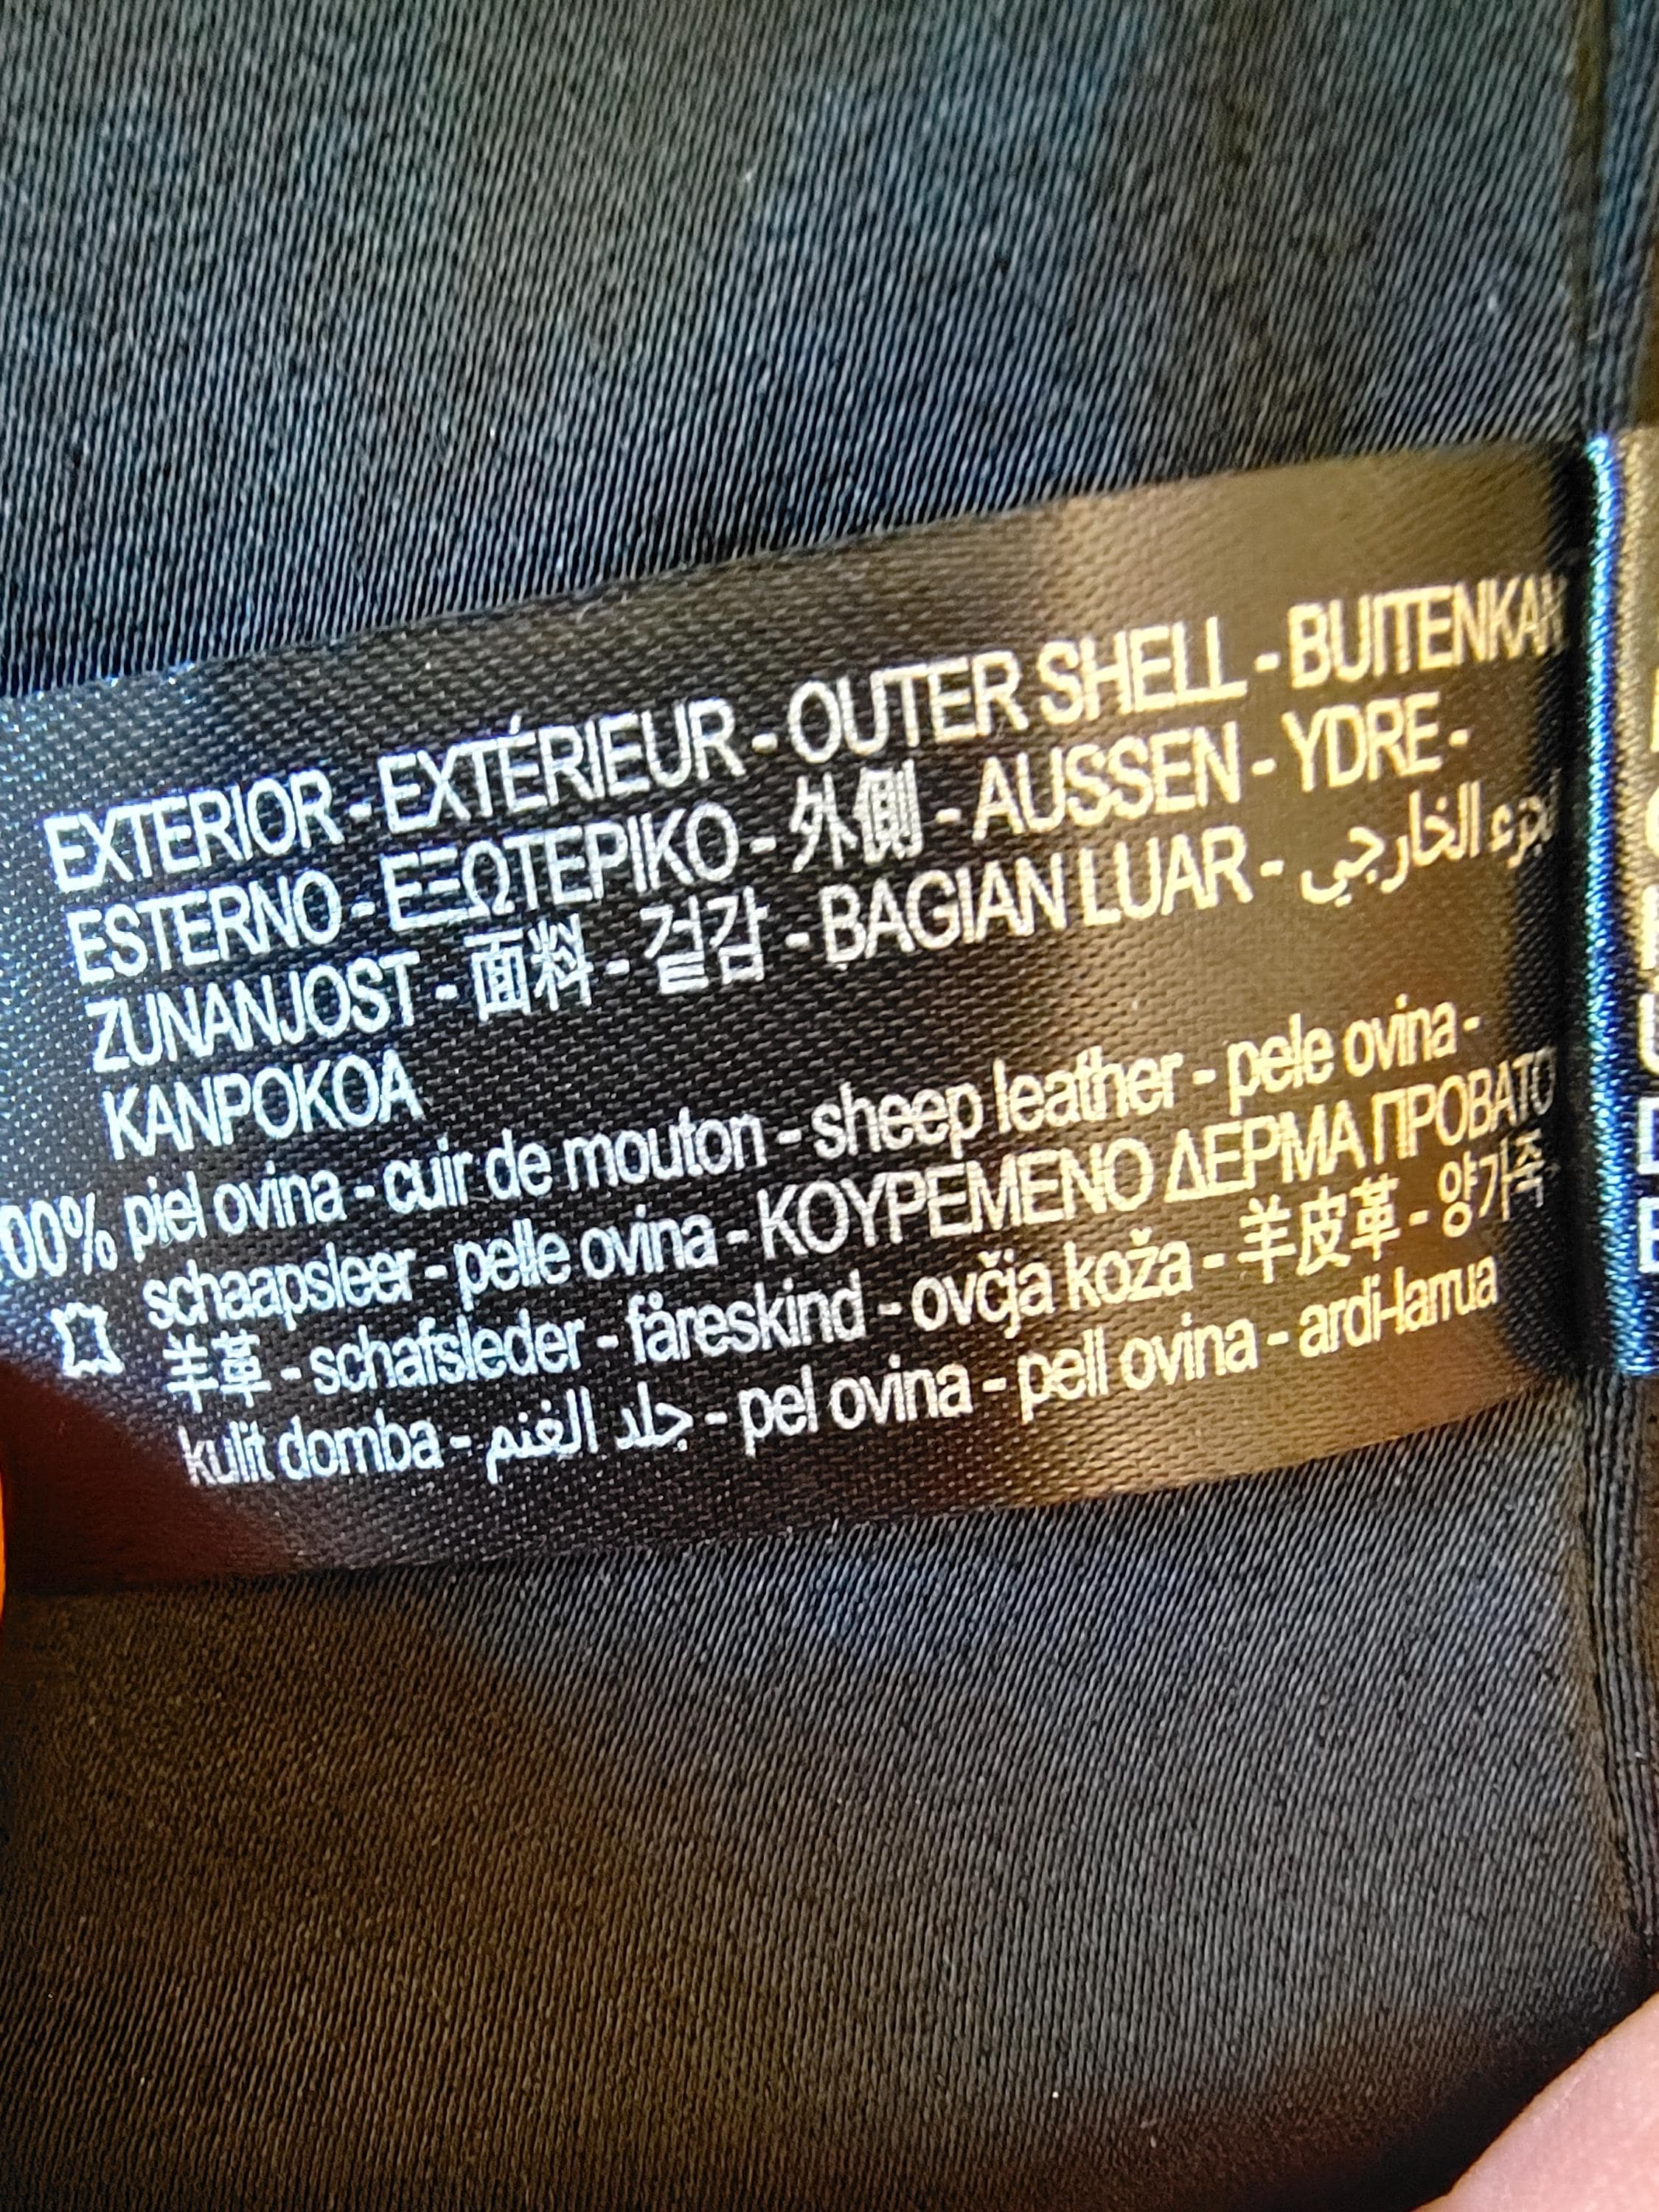 EXTERIOR - EXTÉRIEUR - OUTER SHELL - BUITENKAN
ESTERNO - ΕΞΩΤΕΡΙΚΟ - 外側 - AUSSEN - YDRE -
ZUNANJOST - 面料 - 겉감 - BAGIAN LUAR - الجزء الخارجي
KANPOKOA
00% piel ovina - cuir de mouton - sheep leather - pele ovina -
schaapsleer - pelle ovina - ΚΟΥΡΕΜΕΝΟ ΔΕΡΜΑ ΠΡΟΒΑΤΟ
羊革 - schafsleder - fåreskind - ovčja koža - 羊皮革 - 양가죽
kulit domba - جلد الغنم - pel ovina - pell ovina - ardi-larrua